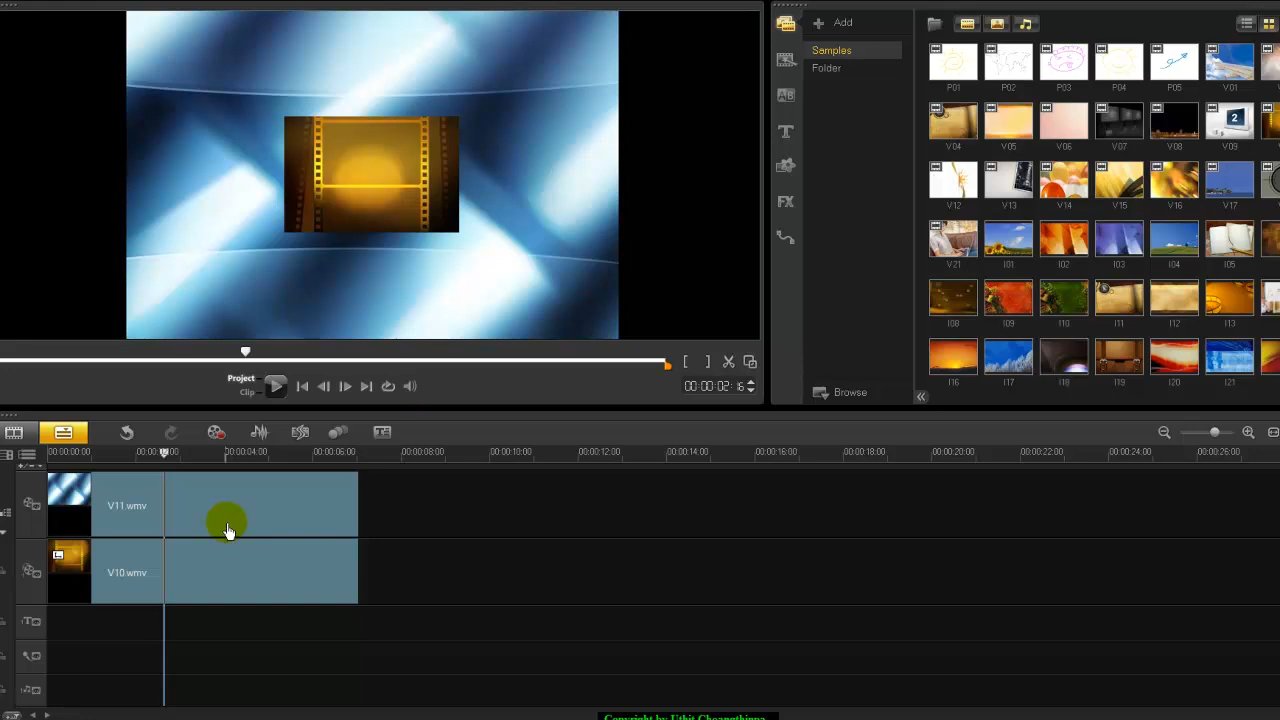 Add
Samples
Folder
P01 P02 P03 P04 P05 V01
V04 V05 V06 V07 V08 V09
2
V12 V13 V14 V15 V16 V17
V21 I01 I02 I03 I04 I05
I08 I09 I10 I11 I12 I13
I16 I17 I18 I19 I20 I21
Browse
Project
Clip
00:00:02:16
00:00:00:00 00:00:04:00 00:00:06:00 00:00:08:00 00:00:10:00 00:00:12:00 00:00:14:00 00:00:16:00 00:00:18:00 00:00:20:00 00:00:22:00 00:00:24:00 00:00:26:00
V11.wmv
V10.wmv
AB
T
FX